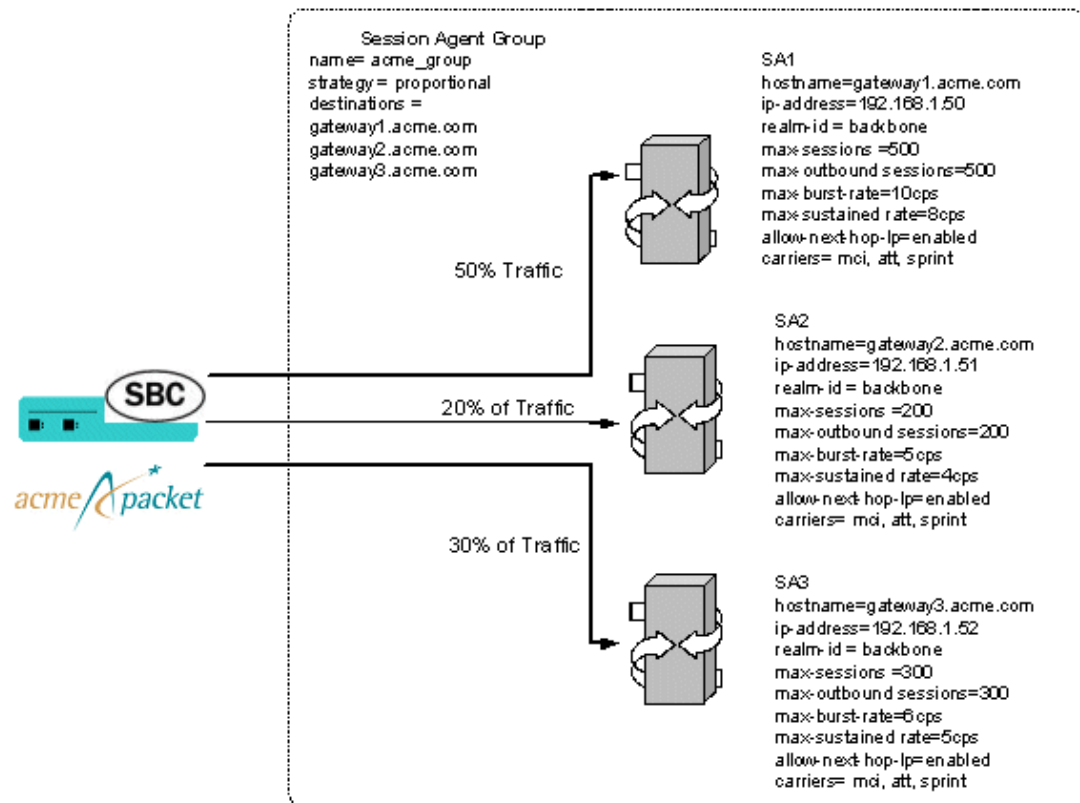 Session Agent Group
name= acme_group
strategy = proportional
destinations =
gateway1.acme.com
gateway2.acme.com
gateway3.acme.com
SA1
hostname=gateway1.acme.com
ip-address=192.168.1.50
realm-id = backbone
max-sessions =500
max-outbound sessions=500
max-burst-rate=10cps
max-sustained rate=8cps
allow-next-hop-lp=enabled
carriers= mci, att, sprint
50% Traffic
SA2
hostname=gateway2.acme.com
ip-address=192.168.1.51
realm-id = backbone
max-sessions =200
max-outbound sessions=200
max-burst-rate=5cps
max-sustained rate=4cps
allow-next-hop-lp=enabled
carriers= mci, att, sprint
SBC
20% of Traffic
acme packet
30% of Traffic
SA3
hostname=gateway3.acme.com
ip-address=192.168.1.52
realm-id = backbone
max-sessions =300
max-outbound sessions=300
max-burst-rate=6cps
max-sustained rate=5cps
allow-next-hop-lp=enabled
carriers= mci, att, sprint